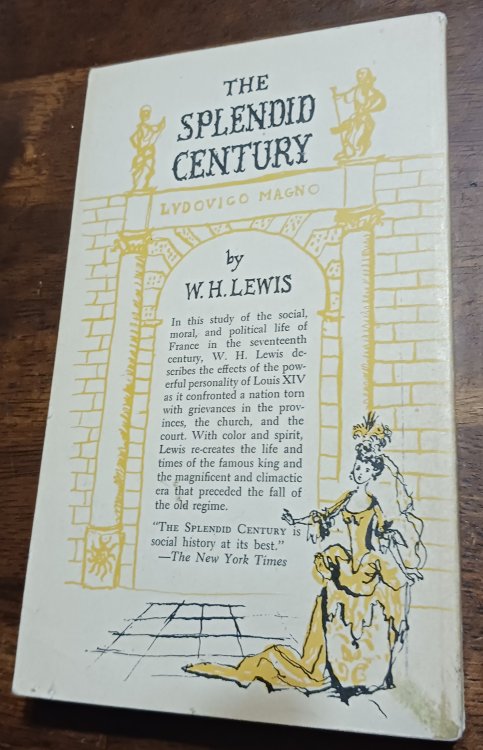 THE
SPLENDID
CENTURY
LVDOVICO MAGNO
by
W. H. LEWIS
In this study of the social,
moral, and political life of
France in the seventeenth
century, W. H. Lewis de-
scribes the effects of the pow-
erful personality of Louis XIV
as it confronted a nation torn
with grievances in the prov-
inces, the church, and the
court. With color and spirit,
Lewis re-creates the life and
times of the famous king and
the magnificent and climactic
era that preceded the fall of
the old regime.
"THE SPLENDID CENTURY is
social history at its best."
—The New York Times